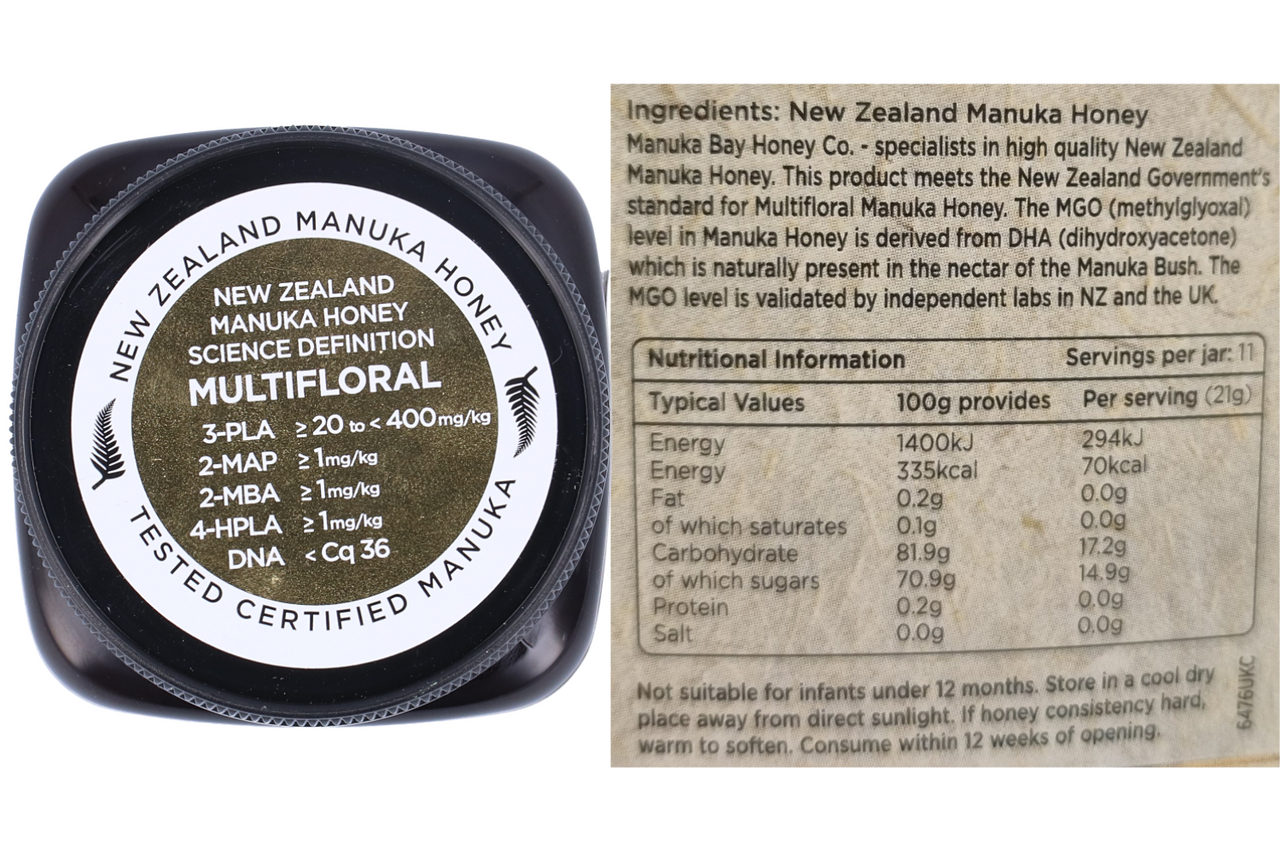 NEW ZEALAND MANUKA HONEY
NEW ZEALAND
MANUKA HONEY
SCIENCE DEFINITION
MULTIFLORAL
3-PLA ≥ 20 to < 400mg/kg
2-MAP ≥ 1mg/kg
2-MBA ≥ 1mg/kg
4-HPLA ≥ 1mg/kg
DNA < Cq 36
TESTED CERTIFIED MANUKA
Ingredients: New Zealand Manuka Honey
Manuka Bay Honey Co. - specialists in high quality New Zealand
Manuka Honey. This product meets the New Zealand Government's
standard for Multifloral Manuka Honey. The MGO (methylglyoxal)
level in Manuka Honey is derived from DHA (dihydroxyacetone)
which is naturally present in the nectar of the Manuka Bush. The
MGO level is validated by independent labs in NZ and the UK.
Nutritional Information Servings per jar: 11
Typical Values 100g provides Per serving (21g)
Energy 1400kJ 294kJ
Energy 335kcal 70kcal
Fat 0.2g 0.0g
of which saturates 0.1g 0.0g
Carbohydrate 81.9g 17.2g
of which sugars 70.9g 14.9g
Protein 0.2g 0.0g
Salt 0.0g 0.0g
Not suitable for infants under 12 months. Store in a cool dry
place away from direct sunlight. If honey consistency hard,
warm to soften. Consume within 12 weeks of opening.
6476UKC